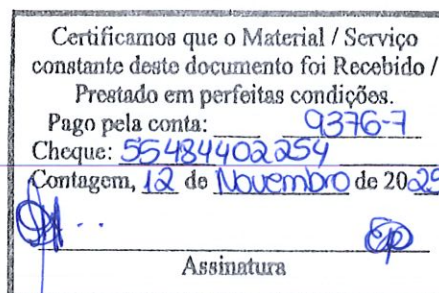 Certificamos que o Material / Serviço
constante deste documento foi Recebido /
Prestado em perfeitas condições.
Pago pela conta: 9376-7
Cheque: 55484402254
Contagem, 12 de Novembro de 2025
Assinatura